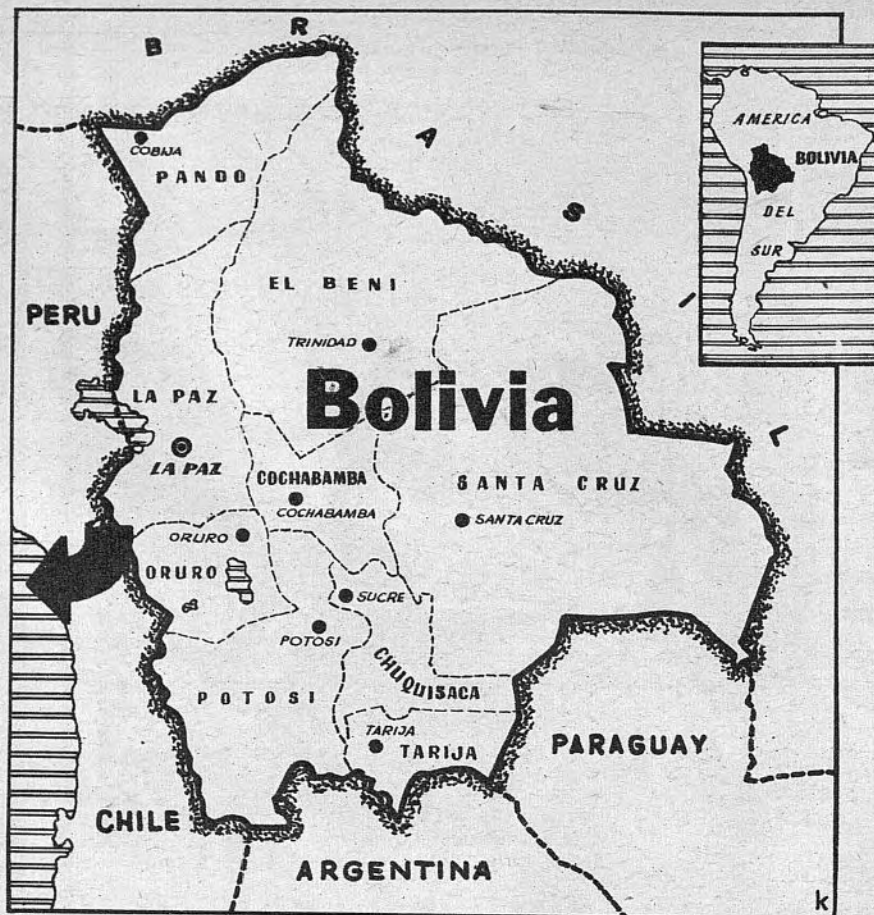 B R A S I L
AMERICA
BOLIVIA
DEL
SUR
COBIJA
PANDO
EL BENI
PERU
TRINIDAD
LA PAZ
Bolivia
LA PAZ
COCHABAMBA
COCHABAMBA
SANTA CRUZ
SANTA CRUZ
ORURO
ORURO
SUCRE
POTOSI
CHUQUISACA
POTOSI
TARIJA
TARIJA
PARAGUAY
CHILE
ARGENTINA
k